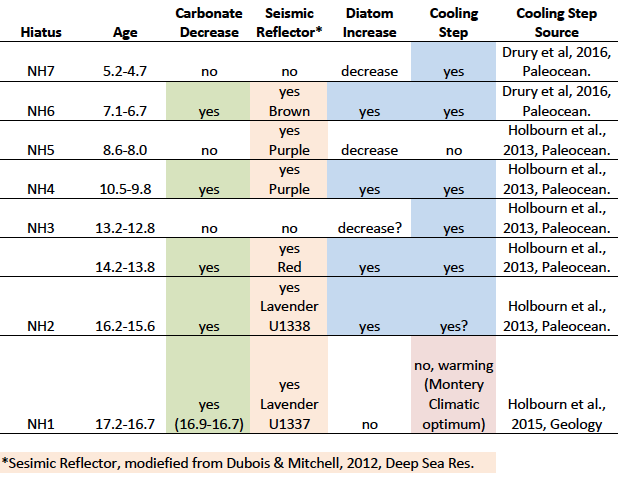 Hiatus Age Carbonate Decrease Seismic Reflector* Diatom Increase Cooling Step Cooling Step Source
NH7 5.2-4.7 no no decrease yes Drury et al, 2016, Paleocean.
NH6 7.1-6.7 yes yes Brown yes yes Drury et al, 2016, Paleocean.
NH5 8.6-8.0 no yes Purple decrease no Holbourn et al., 2013, Paleocean.
NH4 10.5-9.8 yes yes Purple yes yes Holbourn et al., 2013, Paleocean.
NH3 13.2-12.8 no no decrease? yes Holbourn et al., 2013, Paleocean.
14.2-13.8 yes yes Red yes yes Holbourn et al., 2013, Paleocean.
NH2 16.2-15.6 yes yes Lavender U1338 yes yes? Holbourn et al., 2013, Paleocean.
NH1 17.2-16.7 yes (16.9-16.7) yes Lavender U1337 no no, warming (Montery Climatic optimum) Holbourn et al., 2015, Geology
*Sesimic Reflector, modiefied from Dubois & Mitchell, 2012, Deep Sea Res.